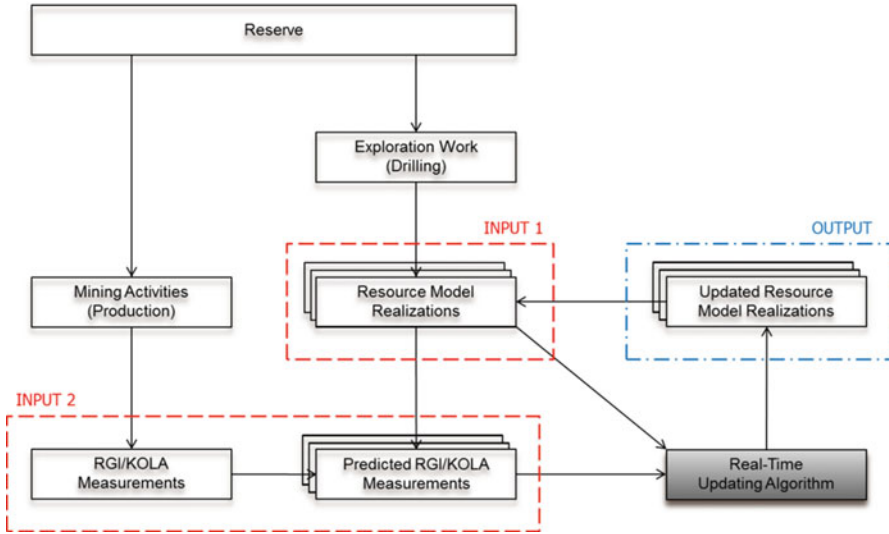 Reserve
Exploration Work
(Drilling)
INPUT 1
OUTPUT
Mining Activities
(Production)
Resource Model
Realizations
Updated Resource
Model Realizations
INPUT 2
RGI/KOLA
Measurements
Predicted RGI/KOLA
Measurements
Real-Time
Updating Algorithm